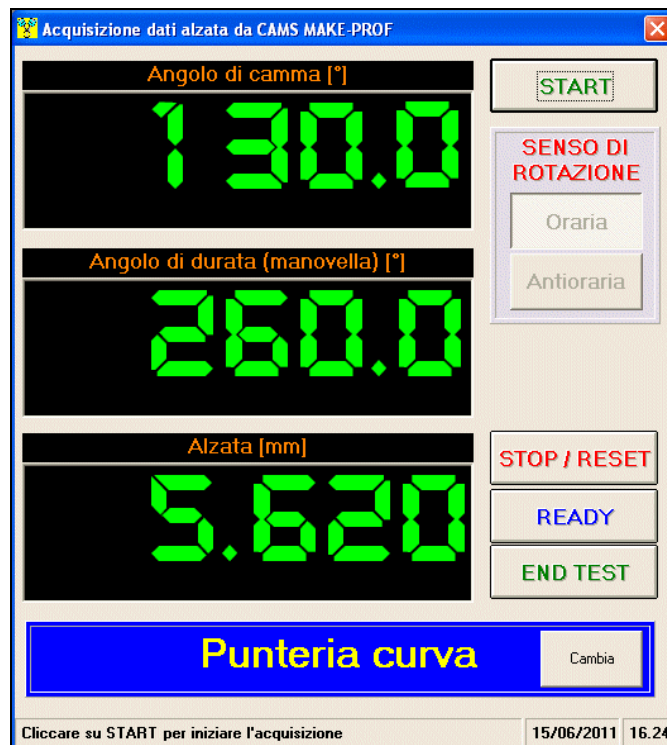 Acquisizione dati alzata da CAMS MAKE-PROF
Angolo di camma [°]
130.0
START
SENSO DI
ROTAZIONE
Oraria
Antioraria
Angolo di durata (manovella) [°]
260.0
Alzata [mm]
5.620
STOP / RESET
READY
END TEST
Punteria curva
Cambia
Cliccare su START per iniziare l'acquisizione
15/06/2011
16.24